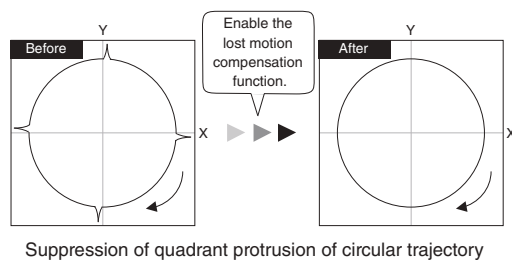 Y
Before
X
Enable the
lost motion
compensation
function.
Y
After
X
Suppression of quadrant protrusion of circular trajectory